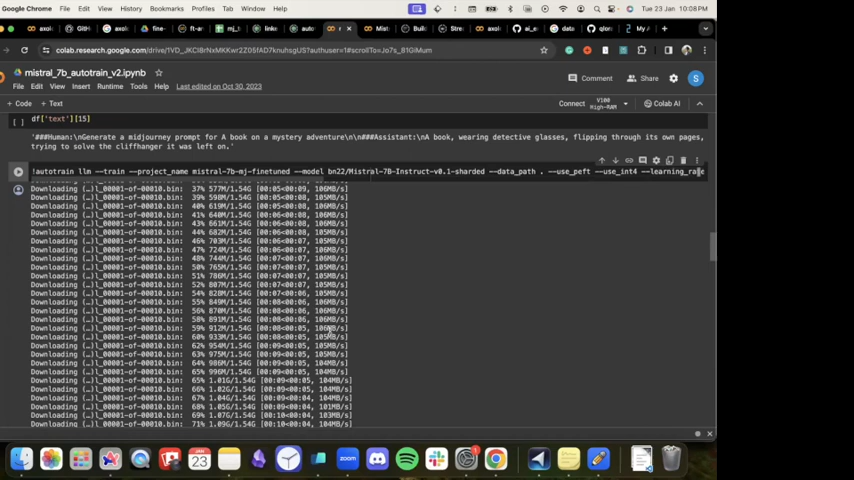 Google Chrome File Edit View History Bookmarks Profiles Tab Window Help Tue 23 Jan 10:08 PM
colab.research.google.com/drive/1VD_JKCI8rNxMKKwr2Z0F37knuhsgUS?authuser=1#scrollTo=Jo7s_81GiMum
mistral_7b_autotrain_v2.ipynb
File Edit View Insert Runtime Tools Help Last edited on Oct 30, 2023
Comment Share S
+ Code + Text Connect V100 High-RAM Colab AI
[ ] df['text'][15]
'###Human:\nGenerate a midjourney prompt for A book on a mystery adventure\n\n###Assistant:\nA book, wearing detective glasses, flipping through its own pages,
trying to solve the cliffhanger it was left on.'
!autotrain llm --train --project_name mistral-7b-mj-finetuned --model bn22/Mistral-7B-Instruct-v0.1-sharded --data_path . --use_peft --use_int4 --learning_rate
Downloading (…)l_00001-of-00010.bin: 37% 577M/1.54G [00:05<00:09, 106MB/s]
Downloading (…)l_00001-of-00010.bin: 39% 598M/1.54G [00:05<00:08, 106MB/s]
Downloading (…)l_00001-of-00010.bin: 40% 619M/1.54G [00:06<00:08, 106MB/s]
Downloading (…)l_00001-of-00010.bin: 41% 640M/1.54G [00:06<00:08, 106MB/s]
Downloading (…)l_00001-of-00010.bin: 43% 661M/1.54G [00:06<00:08, 106MB/s]
Downloading (…)l_00001-of-00010.bin: 44% 682M/1.54G [00:06<00:08, 105MB/s]
Downloading (…)l_00001-of-00010.bin: 46% 703M/1.54G [00:06<00:07, 106MB/s]
Downloading (…)l_00001-of-00010.bin: 47% 724M/1.54G [00:06<00:07, 106MB/s]
Downloading (…)l_00001-of-00010.bin: 48% 744M/1.54G [00:07<00:07, 106MB/s]
Downloading (…)l_00001-of-00010.bin: 50% 765M/1.54G [00:07<00:07, 105MB/s]
Downloading (…)l_00001-of-00010.bin: 51% 786M/1.54G [00:07<00:07, 106MB/s]
Downloading (…)l_00001-of-00010.bin: 52% 807M/1.54G [00:07<00:07, 105MB/s]
Downloading (…)l_00001-of-00010.bin: 54% 828M/1.54G [00:08<00:06, 105MB/s]
Downloading (…)l_00001-of-00010.bin: 55% 849M/1.54G [00:08<00:06, 106MB/s]
Downloading (…)l_00001-of-00010.bin: 56% 870M/1.54G [00:08<00:06, 106MB/s]
Downloading (…)l_00001-of-00010.bin: 58% 891M/1.54G [00:08<00:06, 106MB/s]
Downloading (…)l_00001-of-00010.bin: 59% 912M/1.54G [00:08<00:05, 106MB/s]
Downloading (…)l_00001-of-00010.bin: 60% 933M/1.54G [00:08<00:05, 105MB/s]
Downloading (…)l_00001-of-00010.bin: 62% 954M/1.54G [00:09<00:05, 105MB/s]
Downloading (…)l_00001-of-00010.bin: 63% 975M/1.54G [00:09<00:05, 104MB/s]
Downloading (…)l_00001-of-00010.bin: 64% 986M/1.54G [00:09<00:05, 104MB/s]
Downloading (…)l_00001-of-00010.bin: 65% 996M/1.54G [00:09<00:05, 104MB/s]
Downloading (…)l_00001-of-00010.bin: 65% 1.01G/1.54G [00:09<00:05, 104MB/s]
Downloading (…)l_00001-of-00010.bin: 66% 1.02G/1.54G [00:09<00:04, 104MB/s]
Downloading (…)l_00001-of-00010.bin: 67% 1.04G/1.54G [00:09<00:04, 104MB/s]
Downloading (…)l_00001-of-00010.bin: 68% 1.05G/1.54G [00:10<00:04, 101MB/s]
Downloading (…)l_00001-of-00010.bin: 69% 1.07G/1.54G [00:10<00:04, 103MB/s]
Downloading (…)l_00001-of-00010.bin: 71% 1.09G/1.54G [00:10<00:04, 104MB/s]